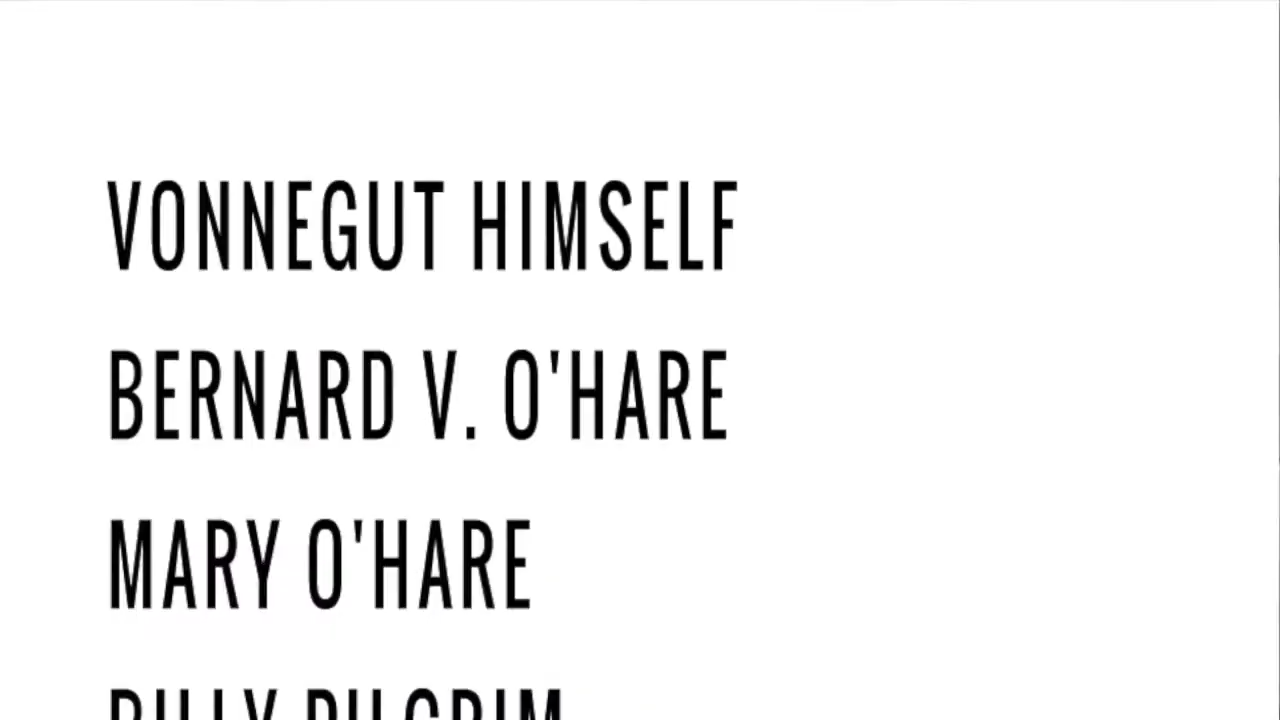 VONNEGUT HIMSELF
BERNARD V. O'HARE
MARY O'HARE
BILLY PILGRIM